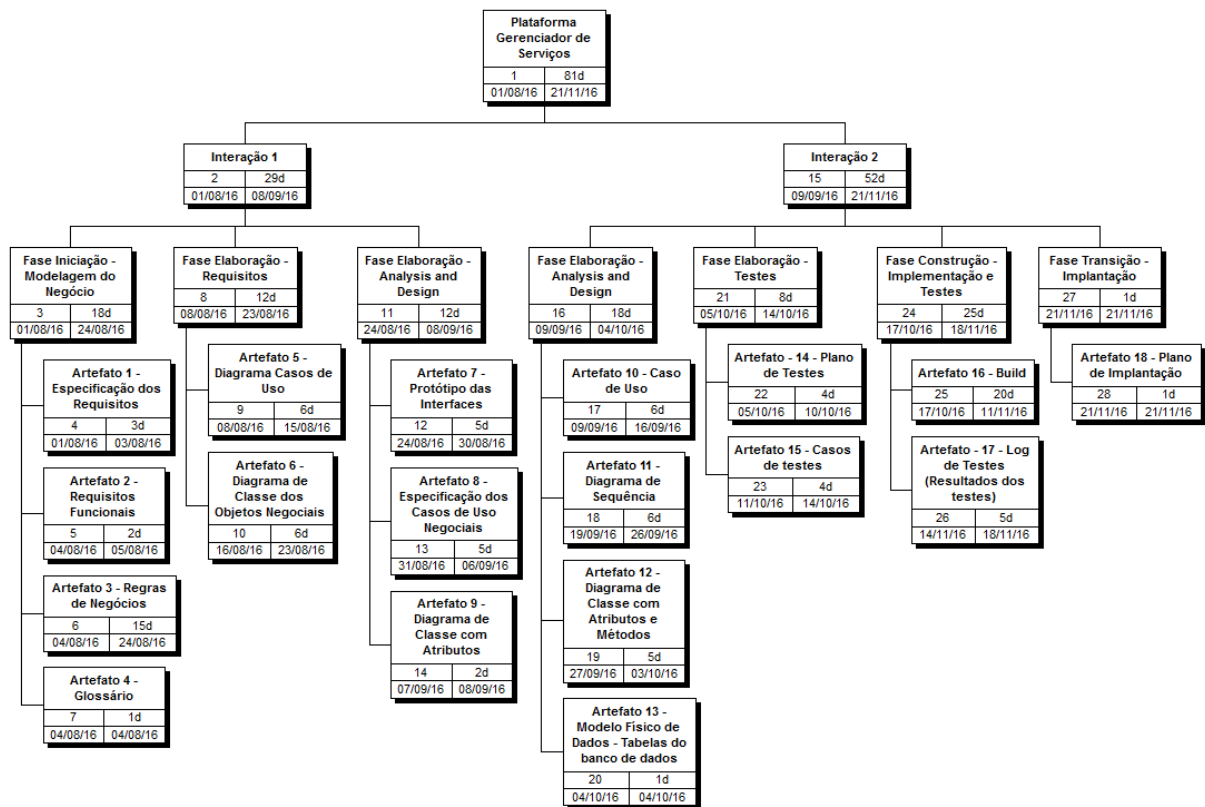 Plataforma
Gerenciador de
Serviços
1 81d
01/08/16 21/11/16
Interação 1
2 29d
01/08/16 08/09/16
Interação 2
15 52d
09/09/16 21/11/16
Fase Iniciação -
Modelagem do
Negócio
3 18d
01/08/16 24/08/16
Fase Elaboração -
Requisitos
8 12d
08/08/16 23/08/16
Fase Elaboração -
Analysis and
Design
11 12d
24/08/16 08/09/16
Fase Elaboração -
Analysis and
Design
16 18d
09/09/16 04/10/16
Fase Elaboração -
Testes
21 8d
05/10/16 14/10/16
Fase Construção -
Implementação e
Testes
24 25d
17/10/16 18/11/16
Fase Transição -
Implantação
27 1d
21/11/16 21/11/16
Artefato 1 -
Especificação dos
Requisitos
4 3d
01/08/16 03/08/16
Artefato 2 -
Requisitos
Funcionais
5 2d
04/08/16 05/08/16
Artefato 3 - Regras
de Negócios
6 15d
04/08/16 24/08/16
Artefato 4 -
Glossário
7 1d
04/08/16 04/08/16
Artefato 5 -
Diagrama Casos de
Uso
9 6d
08/08/16 15/08/16
Artefato 6 -
Diagrama de
Classe dos
Objetos Negociais
10 6d
16/08/16 23/08/16
Artefato 7 -
Protótipo das
Interfaces
12 5d
24/08/16 30/08/16
Artefato 8 -
Especificação dos
Casos de Uso
Negociais
13 5d
31/08/16 06/09/16
Artefato 9 -
Diagrama de
Classe com
Atributos
14 2d
07/09/16 08/09/16
Artefato 10 - Caso
de Uso
17 6d
09/09/16 16/09/16
Artefato 11 -
Diagrama de
Sequência
18 6d
19/09/16 26/09/16
Artefato 12 -
Diagrama de
Classe com
Atributos e
Métodos
19 5d
27/09/16 03/10/16
Artefato 13 -
Modelo Físico de
Dados - Tabelas do
banco de dados
20 1d
04/10/16 04/10/16
Artefato - 14 - Plano
de Testes
22 4d
05/10/16 10/10/16
Artefato 15 - Casos
de testes
23 4d
11/10/16 14/10/16
Artefato 16 - Build
25 20d
17/10/16 11/11/16
Artefato - 17 - Log
de Testes
(Resultados dos
testes)
26 5d
14/11/16 18/11/16
Artefato 18 - Plano
de Implantação
28 1d
21/11/16 21/11/16